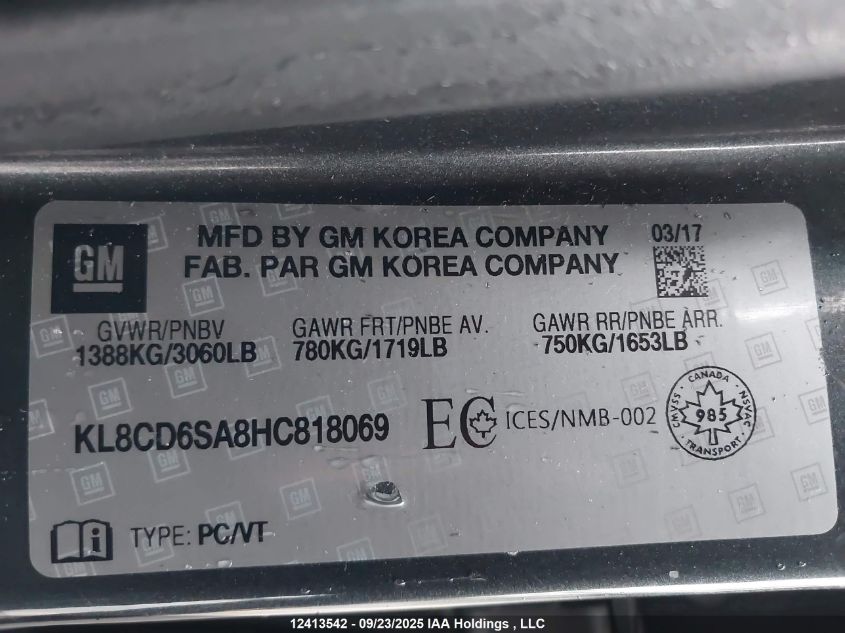 GM
MFD BY GM KOREA COMPANY
FAB. PAR GM KOREA COMPANY
03/17
GVWR/PNBV
1388KG/3060LB
GAWR FRT/PNBE AV.
780KG/1719LB
GAWR RR/PNBE ARR.
750KG/1653LB
KL8CD6SA8HC818069
EC
ICES/NMB-002
CANADA
CMVSS
985
NSVAC
TRANSPORT
i
TYPE: PC/VT
12413542 - 09/23/2025 IAA Holdings , LLC